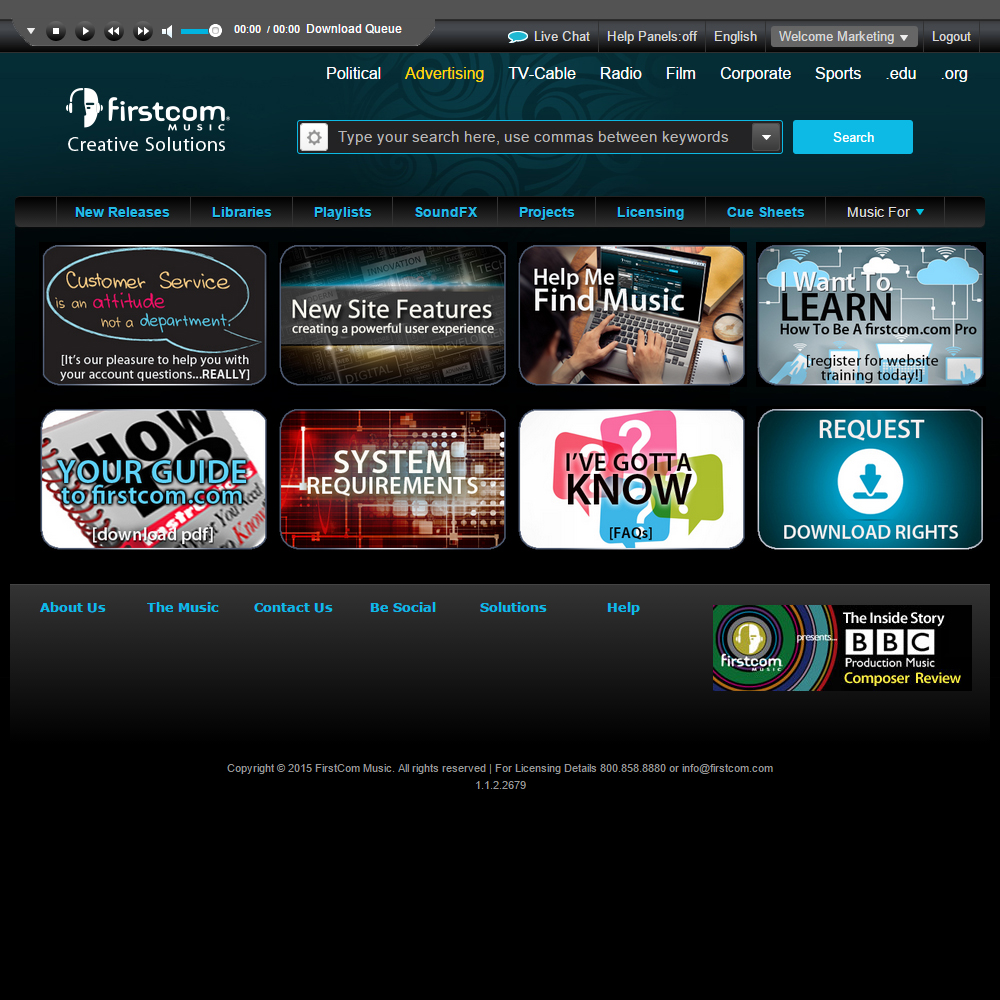 00:00 / 00:00 Download Queue
Live Chat Help Panels:off English Welcome Marketing Logout
Political Advertising TV-Cable Radio Film Corporate Sports .edu .org
firstcom®
MUSIC
Creative Solutions
Type your search here, use commas between keywords Search
New Releases Libraries Playlists SoundFX Projects Licensing Cue Sheets Music For
Customer Service
is an attitude
not a department.
[It's our pleasure to help you with
your account questions...REALLY]
INNOVATION
TECH
New Site Features
creating a powerful user experience
DIGITAL
Help Me
Find Music
I Want To
LEARN
How To Be A firstcom.com Pro
[register for website
training today!]
HOW
YOUR GUIDE
to firstcom.com
[download pdf]
SYSTEM
REQUIREMENTS
I'VE GOTTA
KNOW
[FAQs]
REQUEST
DOWNLOAD RIGHTS
About Us The Music Contact Us Be Social Solutions Help
firstcom
MUSIC
presents...
The Inside Story
BBC
Production Music
Composer Review
Copyright © 2015 FirstCom Music. All rights reserved | For Licensing Details 800.858.8880 or info@firstcom.com
1.1.2.2679